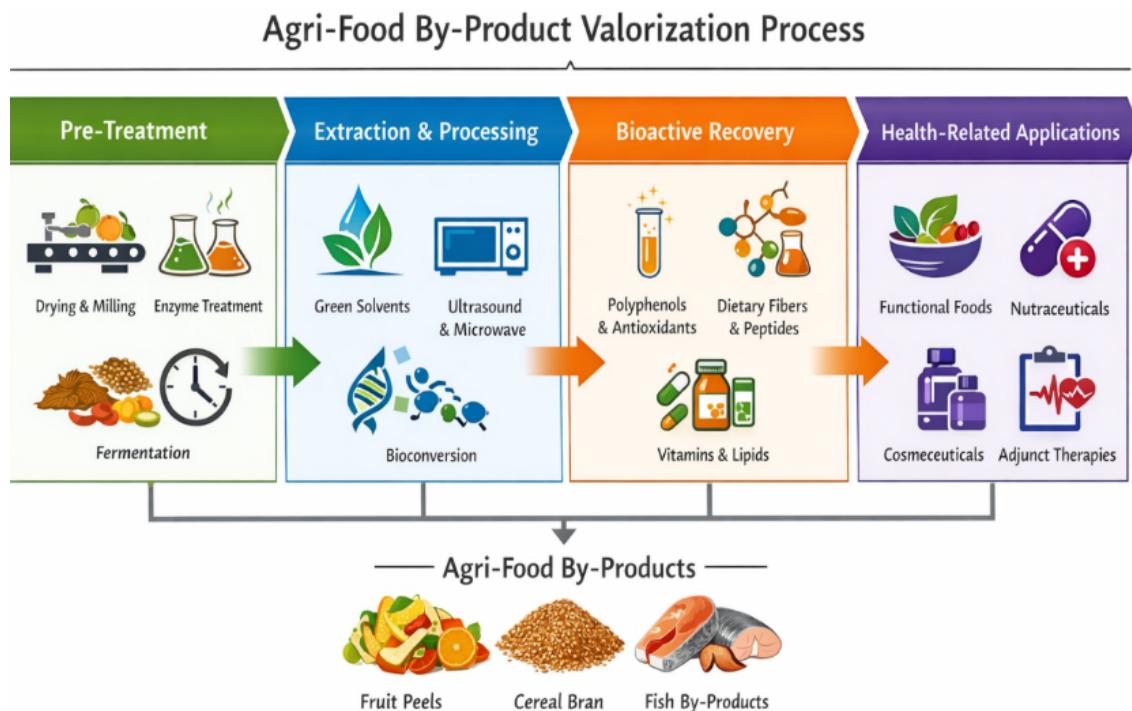 Agri-Food By-Product Valorization Process
Pre-Treatment
Extraction & Processing
Bioactive Recovery
Health-Related Applications
Drying & Milling
Enzyme Treatment
Fermentation
Green Solvents
Ultrasound
& Microwave
Bioconversion
Polyphenols
& Antioxidants
Dietary Fibers
& Peptides
Vitamins & Lipids
Functional Foods
Nutraceuticals
Cosmeceuticals
Adjunct Therapies
Agri-Food By-Products
Fruit Peels
Cereal Bran
Fish By-Products